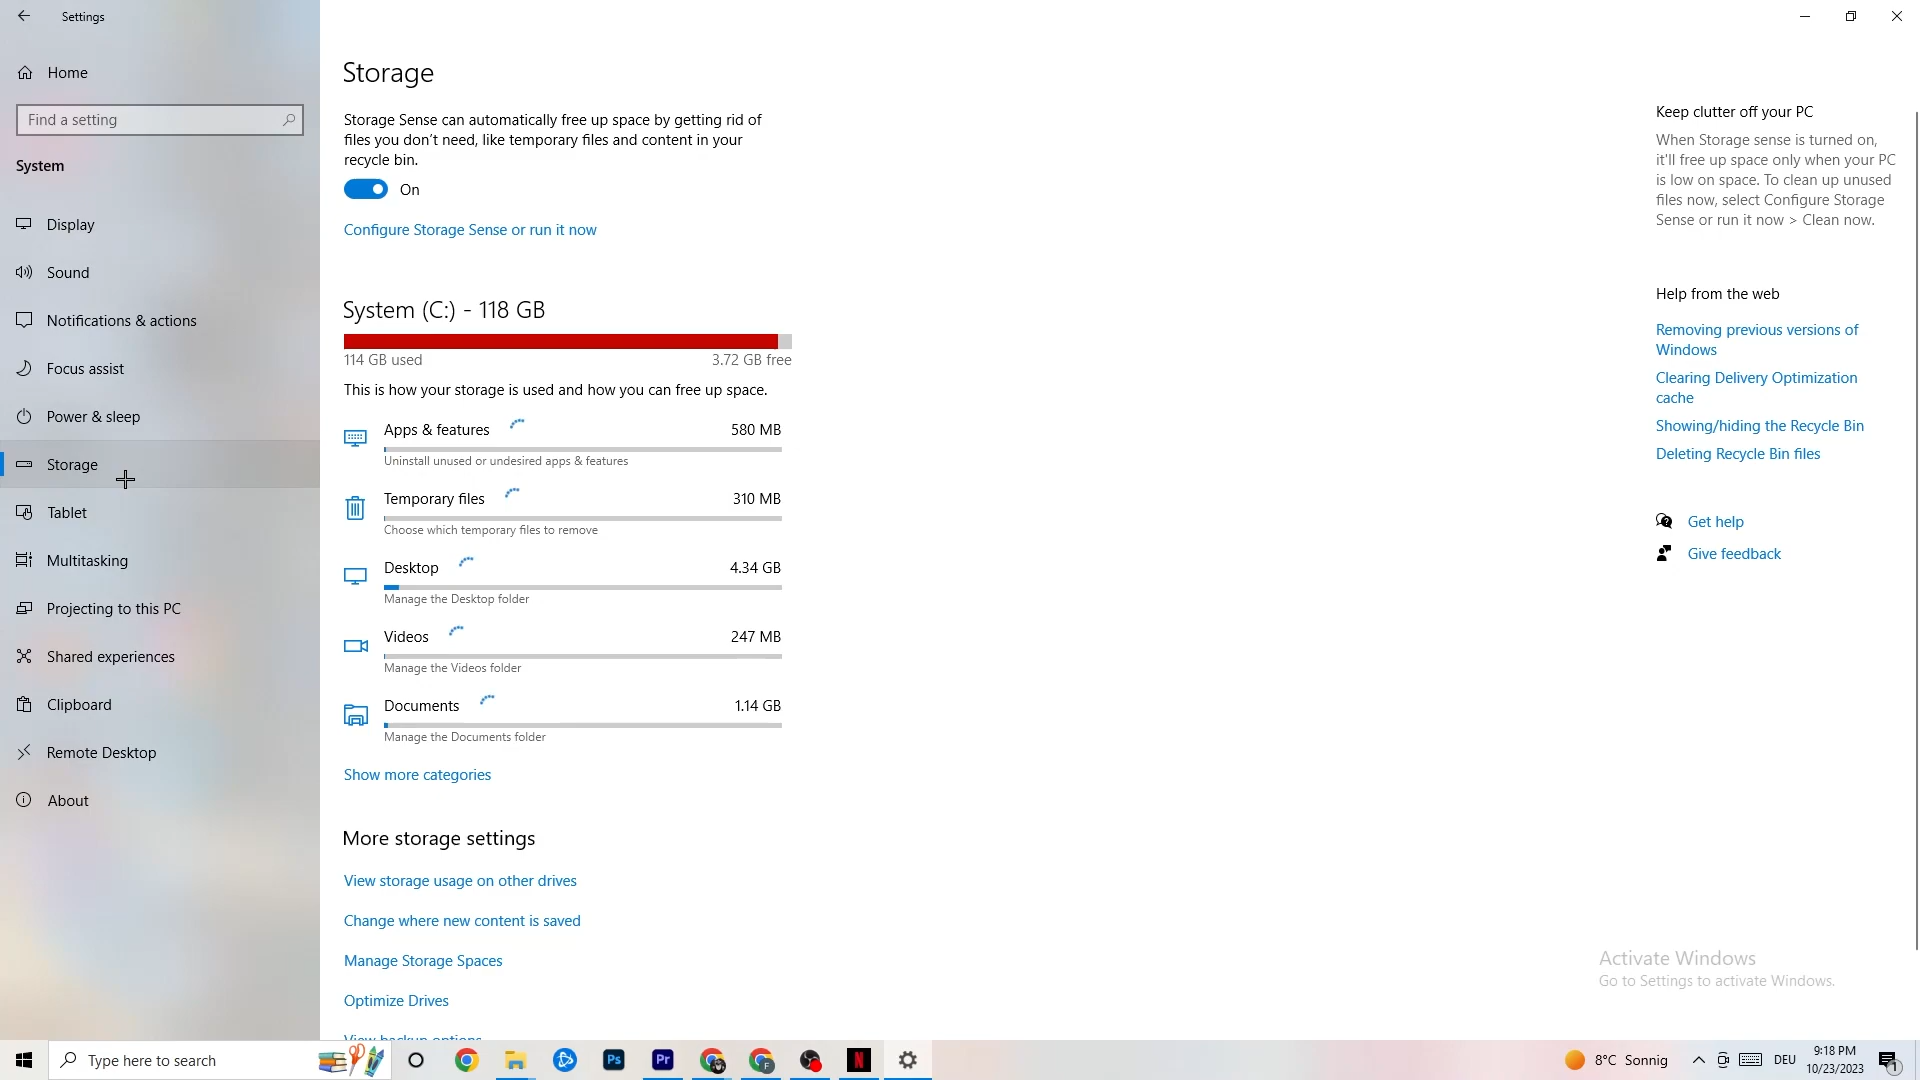 Settings
Home
Find a setting
System
Display
Sound
Notifications & actions
Focus assist
Power & sleep
Storage
Tablet
Multitasking
Projecting to this PC
Shared experiences
Clipboard
Remote Desktop
About
Storage
Storage Sense can automatically free up space by getting rid of
files you don’t need, like temporary files and content in your
recycle bin.
On
Configure Storage Sense or run it now
System (C:) - 118 GB
114 GB used 3.72 GB free
This is how your storage is used and how you can free up space.
Apps & features 580 MB
Uninstall unused or undesired apps & features
Temporary files 310 MB
Choose which temporary files to remove
Desktop 4.34 GB
Manage the Desktop folder
Videos 247 MB
Manage the Videos folder
Documents 1.14 GB
Manage the Documents folder
Show more categories
More storage settings
View storage usage on other drives
Change where new content is saved
Manage Storage Spaces
Optimize Drives
View backup options
Keep clutter off your PC
When Storage sense is turned on,
it'll free up space only when your PC
is low on space. To clean up unused
files now, select Configure Storage
Sense or run it now > Clean now.
Help from the web
Removing previous versions of
Windows
Clearing Delivery Optimization
cache
Showing/hiding the Recycle Bin
Deleting Recycle Bin files
Get help
Give feedback
Activate Windows
Go to Settings to activate Windows.
Type here to search
Ps
Pr
F
N
8°C Sonnig
DEU
9:18 PM
10/23/2023
1